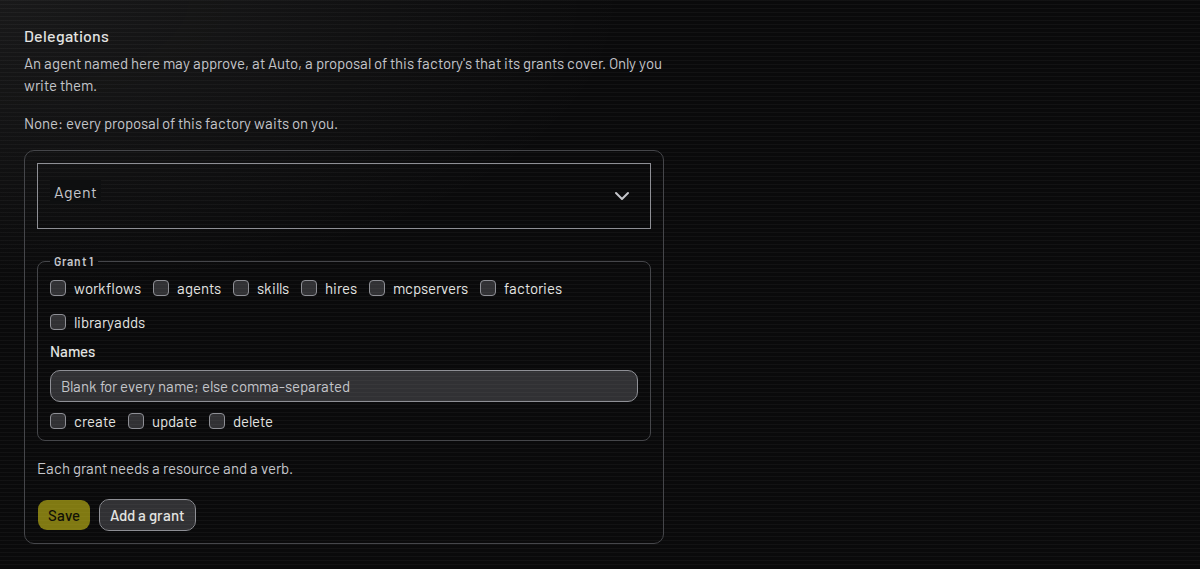 Delegations
An agent named here may approve, at Auto, a proposal of this factory's that its grants cover. Only you
write them.
None: every proposal of this factory waits on you.
Agent
Grant 1
workflows agents skills hires mcpservers factories
libraryadds
Names
Blank for every name; else comma-separated
create update delete
Each grant needs a resource and a verb.
Save Add a grant